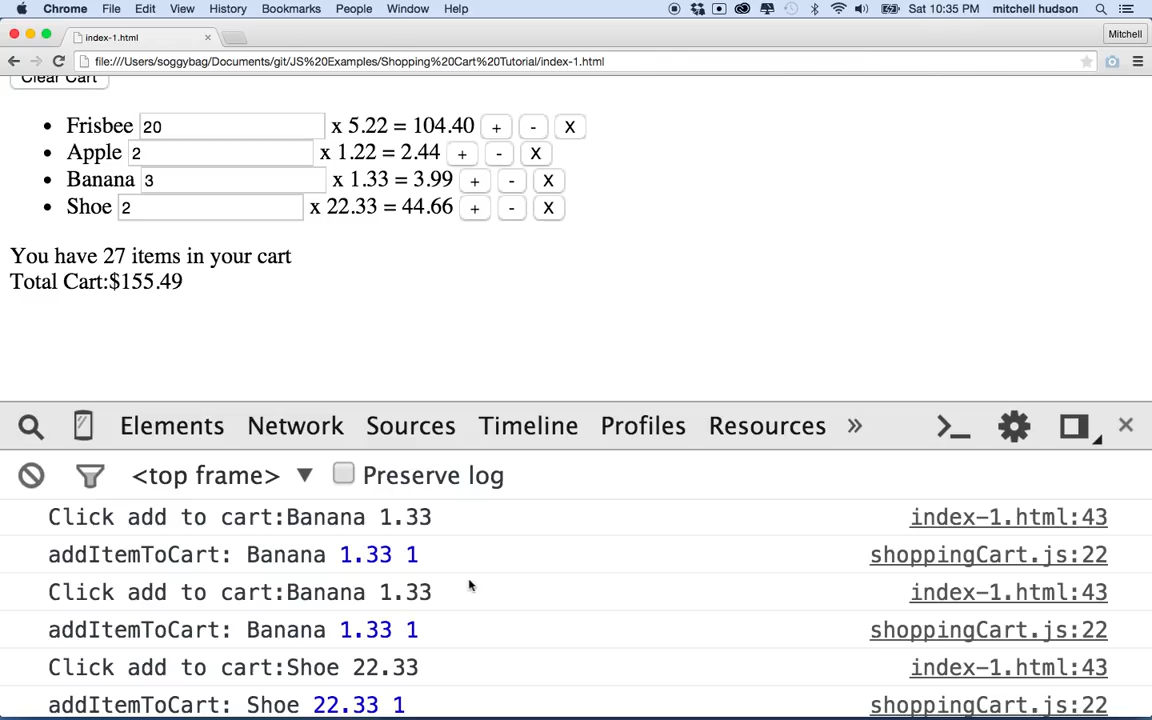 Chrome File Edit View History Bookmarks People Window Help Sat 10:35 PM mitchell hudson
index-1.html × Mitchell
file:///Users/soggybag/Documents/git/JS%20Examples/Shopping%20Cart%20Tutorial/index-1.html
Clear Cart
• Frisbee 20 x 5.22 = 104.40 + - X
• Apple 2 x 1.22 = 2.44 + - X
• Banana 3 x 1.33 = 3.99 + - X
• Shoe 2 x 22.33 = 44.66 + - X
You have 27 items in your cart
Total Cart:$155.49
Elements Network Sources Timeline Profiles Resources »
<top frame> ▼ Preserve log
Click add to cart:Banana 1.33 index-1.html:43
addItemToCart: Banana 1.33 1 shoppingCart.js:22
Click add to cart:Banana 1.33 index-1.html:43
addItemToCart: Banana 1.33 1 shoppingCart.js:22
Click add to cart:Shoe 22.33 index-1.html:43
addItemToCart: Shoe 22.33 1 shoppingCart.js:22